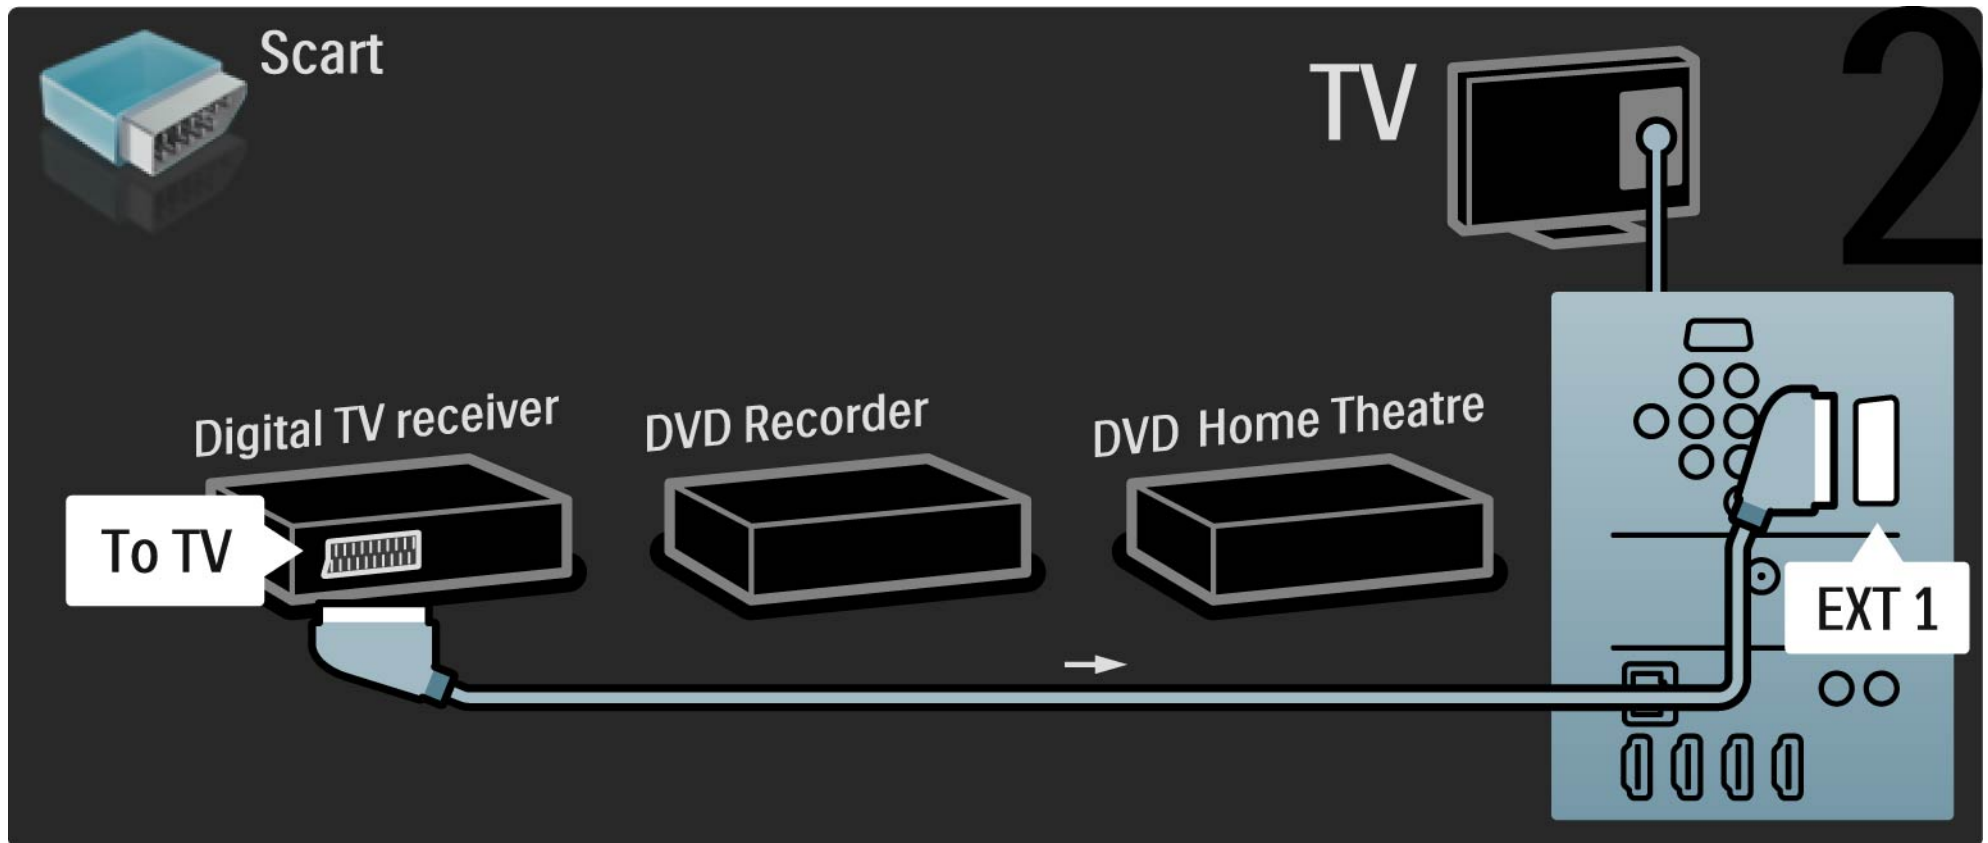 Scart
TV
2
Digital TV receiver
DVD Recorder
DVD Home Theatre
To TV
EXT 1